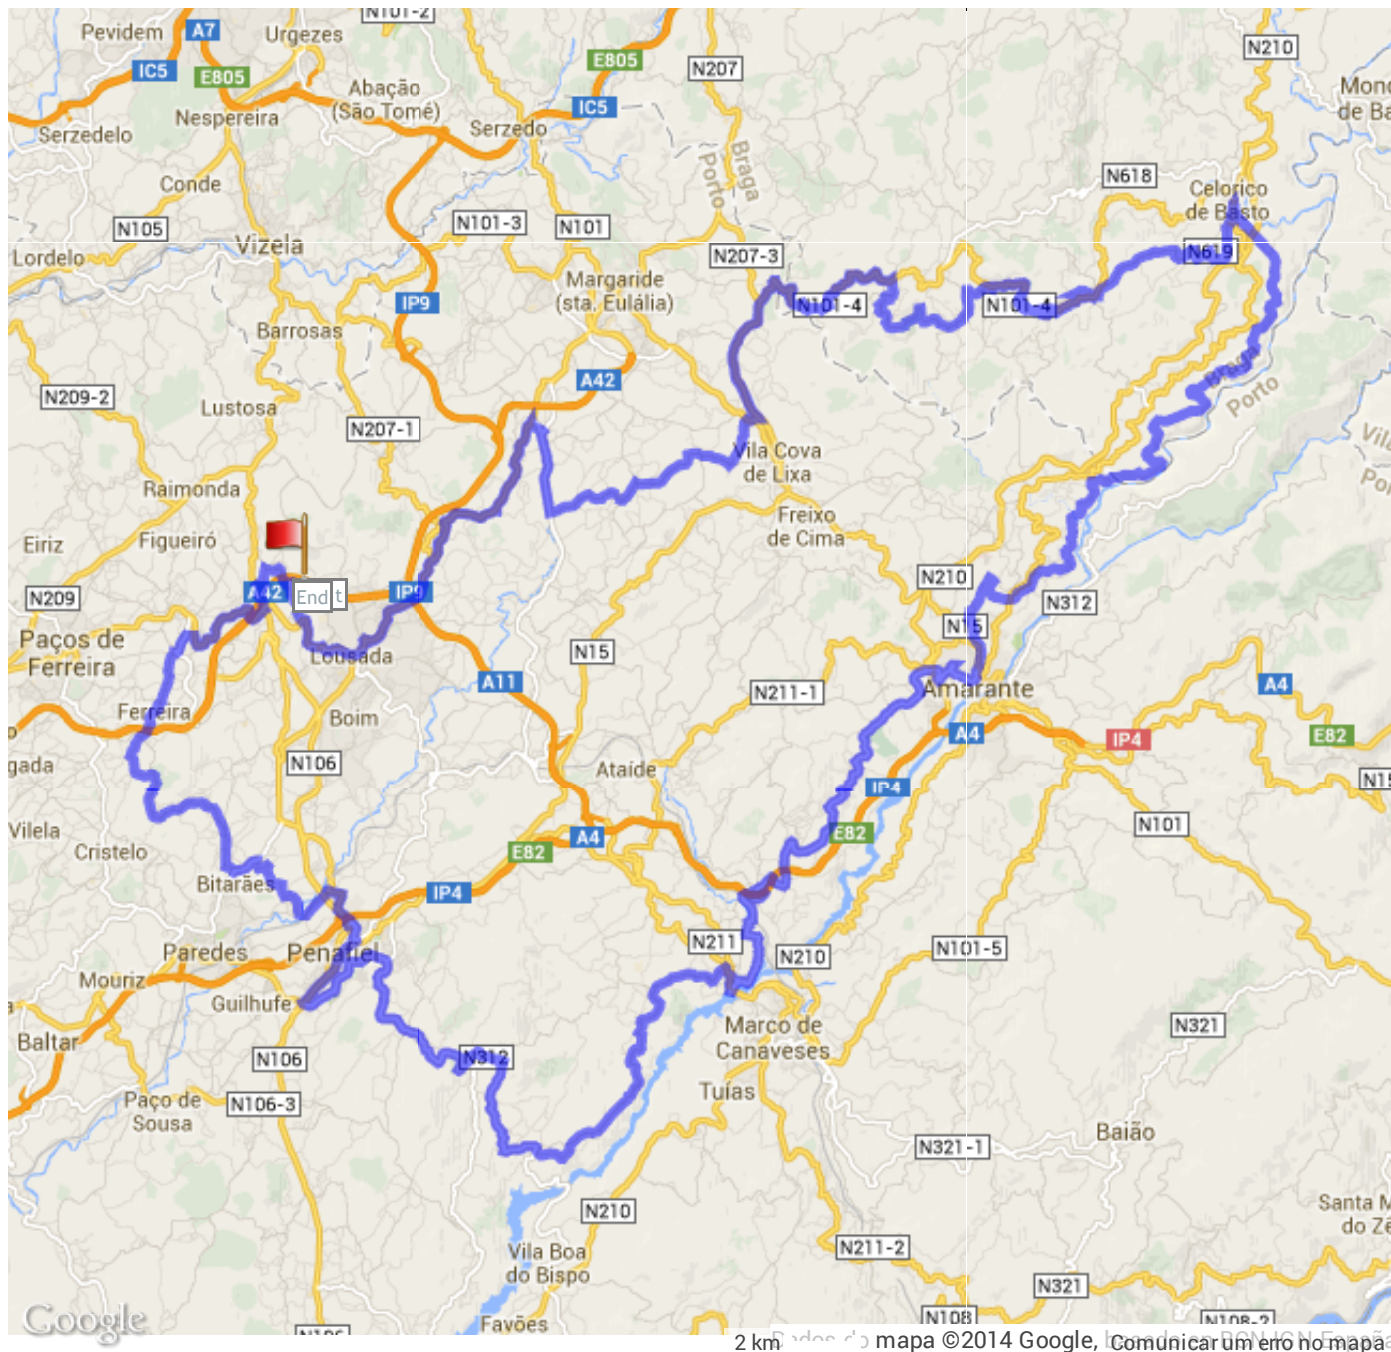 N101-2
Pevidem
A7
Urgezes
N210
E805
IC5
E805
N207
Abação
(São Tomé)
IC5
Nespereira
Serzedelo
Serzedo
Braga
Porto
Conde
N618
Celorico
de Basto
N105
N101-3
N101
Vizela
Lordelo
N207-3
N619
Margaride
(sta. Eulália)
IP9
N101-4
N101-4
Barrosas
A42
Braga
Porto
N209-2
Lustosa
N207-1
Vila Cova
de Lixa
Raimonda
Freixo
de Cima
Figueiró
Eiriz
N210
A42
End
t
IP9
N209
N312
N15
Paços de
Ferreira
N15
Lousada
A11
N211-1
Amarante
A4
Ferreira
Boim
A4
IP4
E82
N106
Ataíde
IP4
Vilela
A4
E82
N101
Cristelo
E82
Bitarães
IP4
N211
N210
N101-5
Paredes
Penafiel
Mouriz
Guilhufe
N321
Baltar
Marco de
Canaveses
N106
N312
Tuías
Paço de
Sousa
N106-3
Baião
N321-1
N210
Santa M
do Zê
N211-2
Vila Boa
do Bispo
N321
Favões
N108
N108-2
Google
2 km
mapa ©2014 Google,
Comunicar um erro no mapa